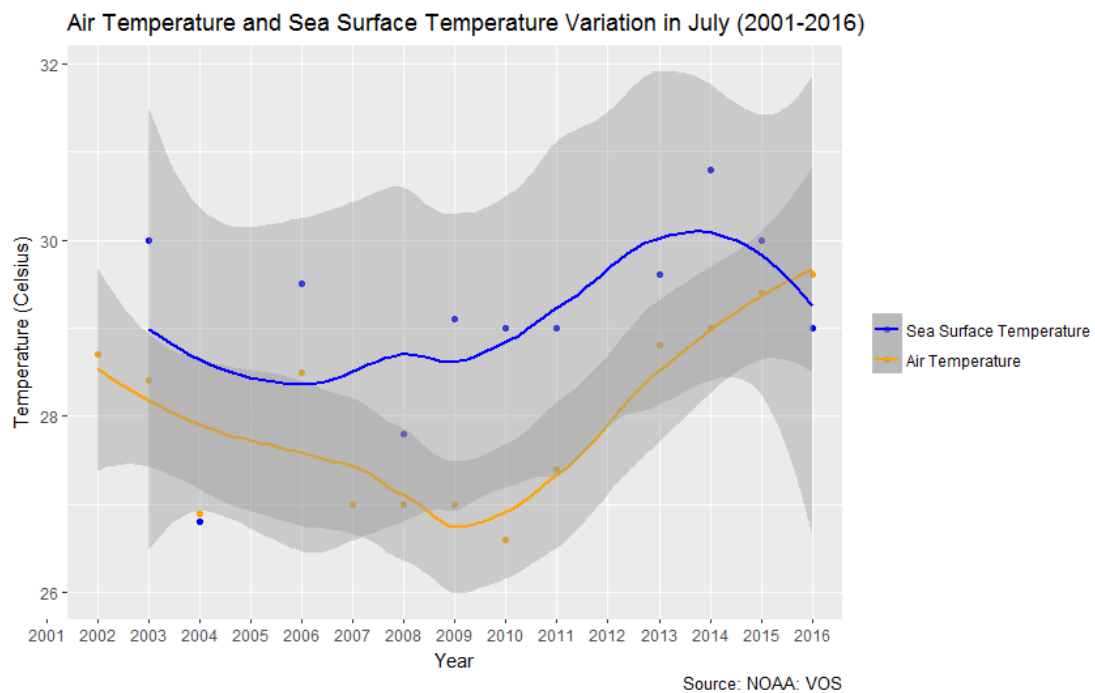 Air Temperature and Sea Surface Temperature Variation in July (2001-2016)
Temperature (Celsius)
32
30
28
26
2001 2002 2003 2004 2005 2006 2007 2008 2009 2010 2011 2012 2013 2014 2015 2016
Year
Sea Surface Temperature
Air Temperature
Source: NOAA; VOS